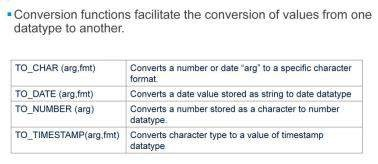 ▪Conversion functions facilitate the conversion of values from one
datatype to another.
TO_CHAR (arg,fmt) Converts a number or date “arg” to a specific character
format.
TO_DATE (arg,fmt) Converts a date value stored as string to date datatype
TO_NUMBER (arg) Converts a number stored as a character to number
datatype.
TO_TIMESTAMP(arg,fmt) Converts character type to a value of timestamp
datatype